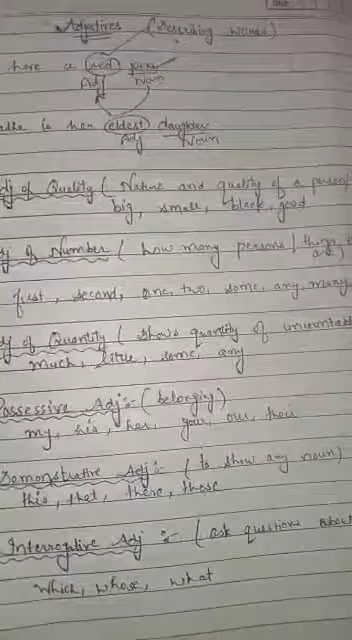 Adjectives (Describing words)
have a red pen
Adj Noun
is her eldest daughter
Adj Noun
Adj of Quality (Nature and quality of a person
big, small, black, good
Adj of Number (how many persons / things are)
first, second, one, two, some, any, many
Adj of Quantity (shows quantity of uncountable
much, little, some, any
Possessive Adj :- (belonging)
my, his, her, your, our, their
Demonstrative Adj :- (to show any noun)
this, that, these, those
Interrogative Adj :- (ask questions about
which, whose, what